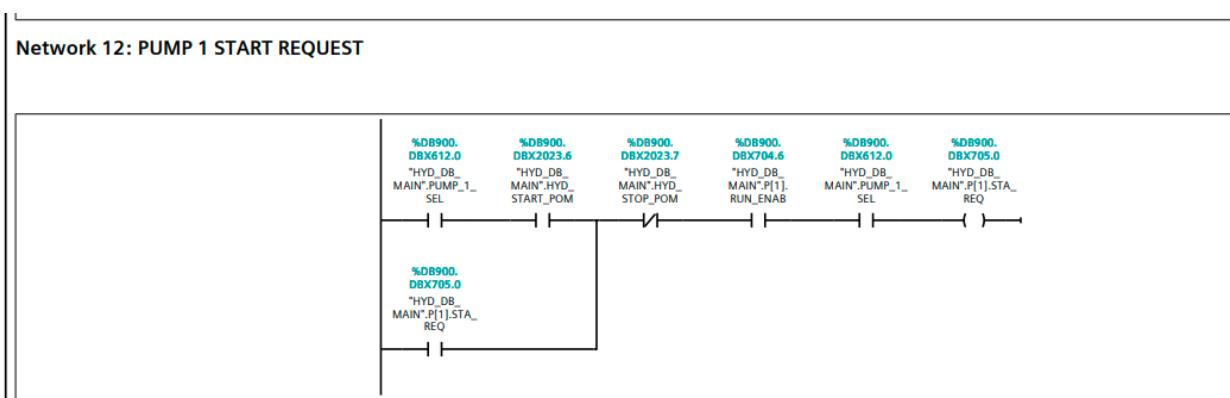 Network 12: PUMP 1 START REQUEST
%DB900.
DBX612.0
"HYD_DB_
MAIN".PUMP_1_
SEL
%DB900.
DBX2023.6
"HYD_DB_
MAIN".HYD_
START_POM
%DB900.
DBX2023.7
"HYD_DB_
MAIN".HYD_
STOP_POM
%DB900.
DBX704.6
"HYD_DB_
MAIN".P[1].
RUN_ENAB
%DB900.
DBX612.0
"HYD_DB_
MAIN".PUMP_1_
SEL
%DB900.
DBX705.0
"HYD_DB_
MAIN".P[1].STA_
REQ
%DB900.
DBX705.0
"HYD_DB_
MAIN".P[1].STA_
REQ